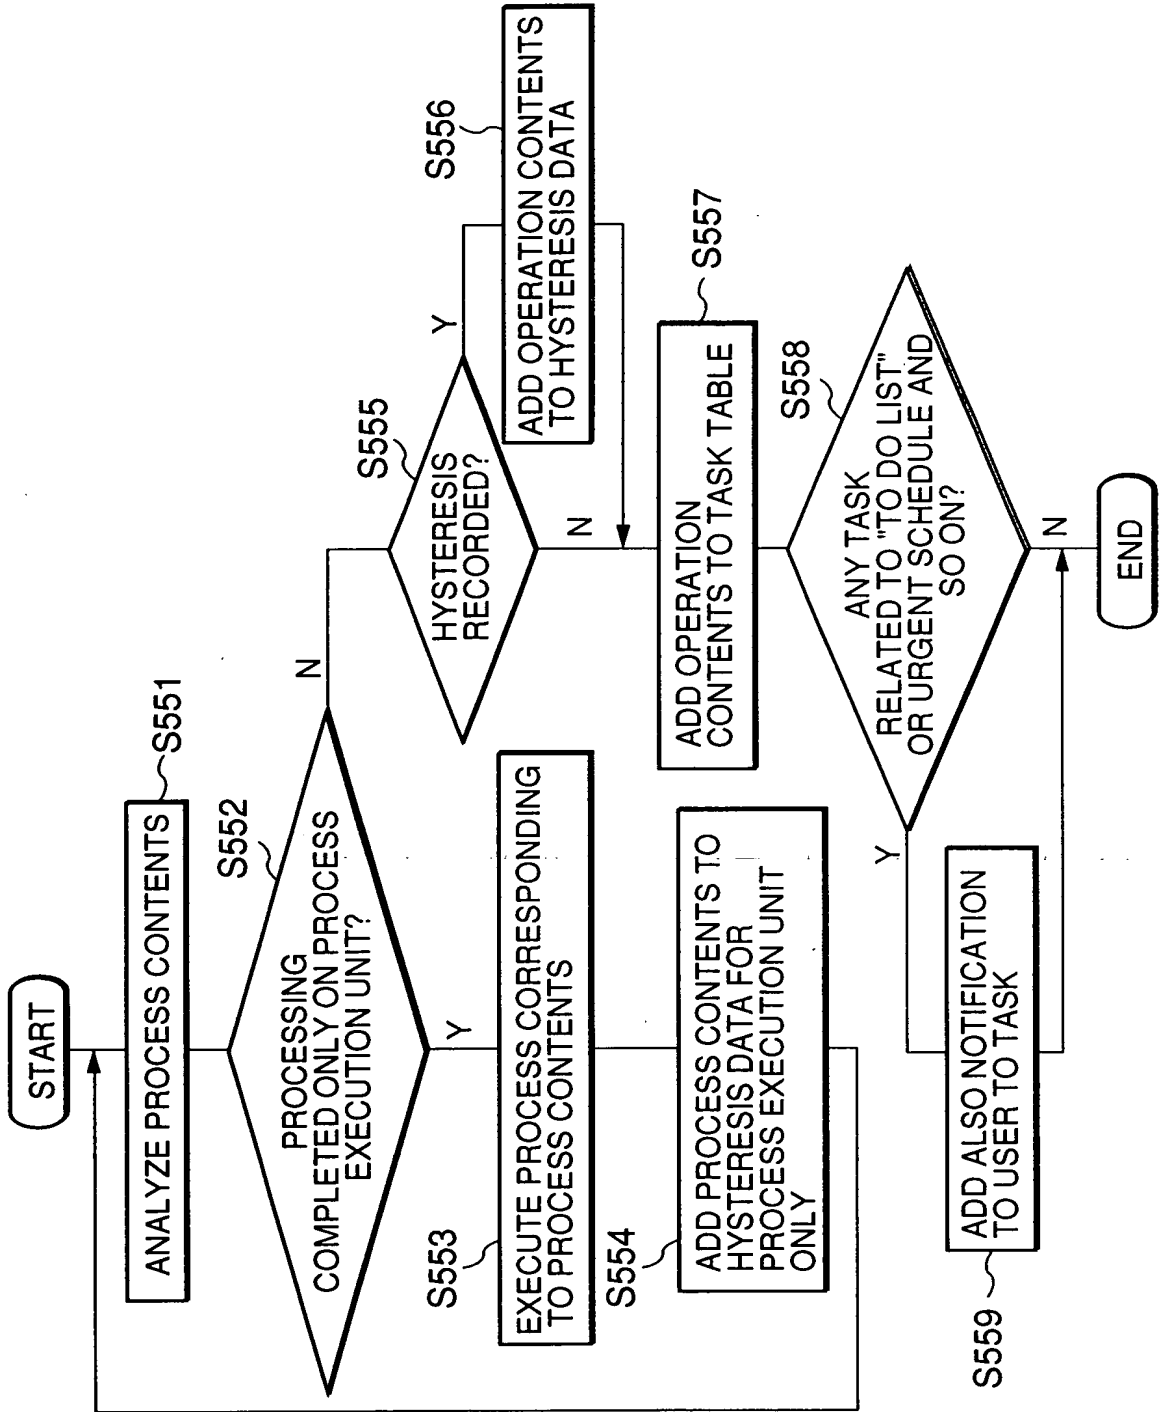 START
ANALYZE PROCESS CONTENTS
S551
PROCESSING
COMPLETED ONLY ON PROCESS
EXECUTION UNIT?
S552
N
Y
EXECUTE PROCESS CORRESPONDING
TO PROCESS CONTENTS
S553
ADD PROCESS CONTENTS TO
HYSTERESIS DATA FOR
PROCESS EXECUTION UNIT
ONLY
S554
HYSTERESIS
RECORDED?
S555
Y
N
ADD OPERATION CONTENTS
TO HYSTERESIS DATA
S556
ADD OPERATION
CONTENTS TO TASK TABLE
S557
ANY TASK
RELATED TO "TO DO LIST"
OR URGENT SCHEDULE AND
SO ON?
S558
Y
N
ADD ALSO NOTIFICATION
TO USER TO TASK
S559
END